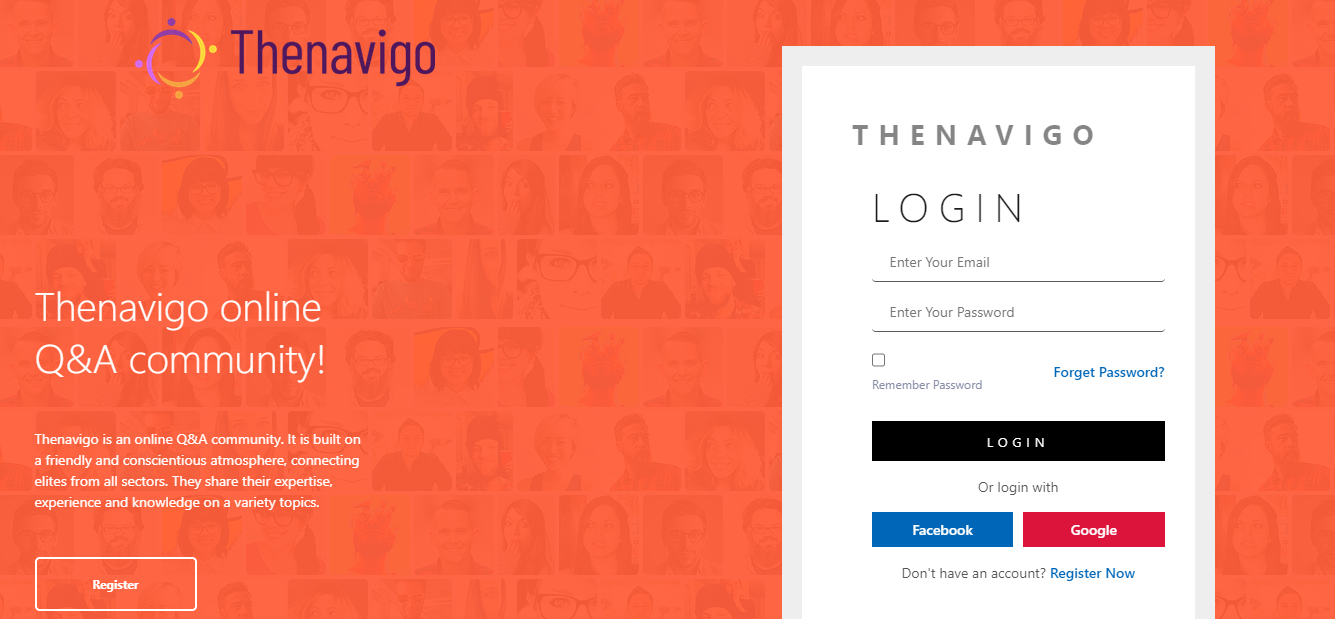 Thenavigo
Thenavigo online
Q&A community!
Thenavigo is an online Q&A community. It is built on
a friendly and conscientious atmosphere, connecting
elites from all sectors. They share their expertise,
experience and knowledge on a variety topics.
Register
THENAVIGO
LOGIN
Enter Your Email
Enter Your Password
Remember Password
Forget Password?
LOGIN
Or login with
Facebook
Google
Don't have an account? Register Now